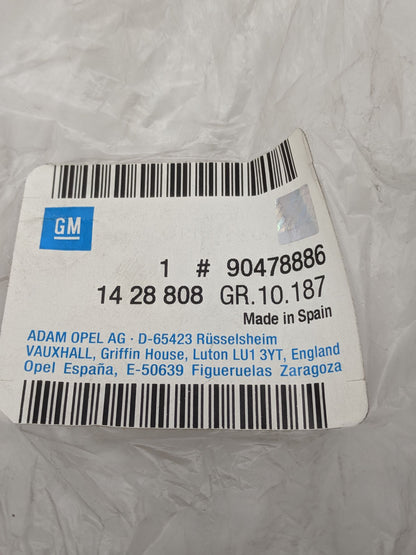 GM
1 # 90478886
14 28 808 GR.10.187
Made in Spain
ADAM OPEL AG · D-65423 Rüsselsheim
VAUXHALL, Griffin House, Luton LU1 3YT, England
Opel España, E-50639 Figueruelas Zaragoza